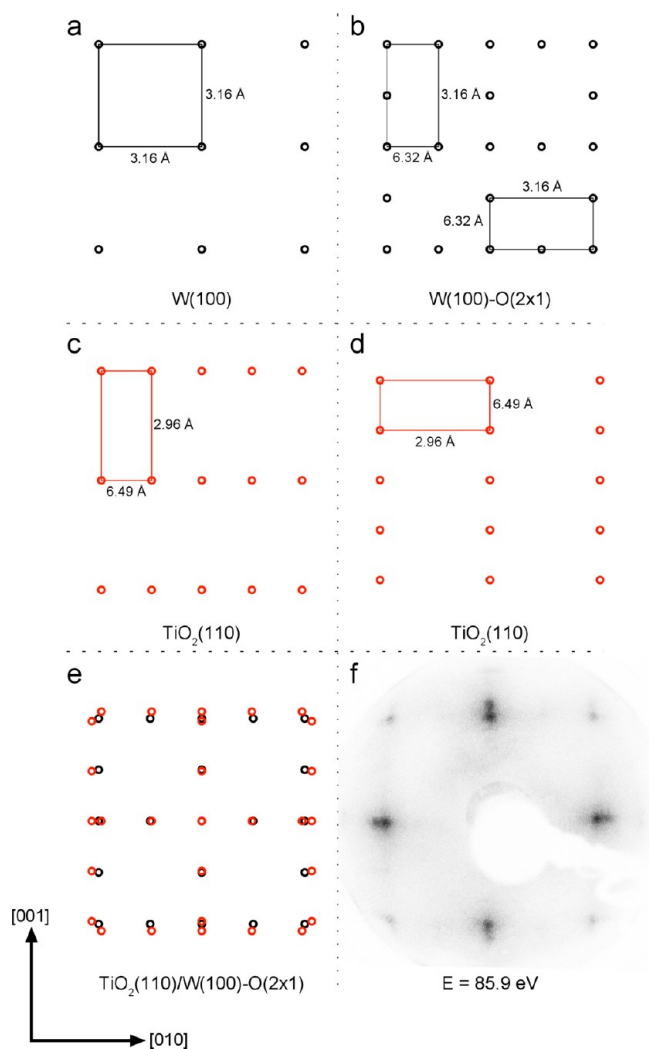 a
3.16 Å
3.16 Å
W(100)
b
3.16 Å
6.32 Å
3.16 Å
6.32 Å
W(100)-O(2x1)
c
2.96 Å
6.49 Å
TiO₂(110)
d
6.49 Å
2.96 Å
TiO₂(110)
e
f
[001]
[010]
TiO₂(110)/W(100)-O(2x1)
E = 85.9 eV